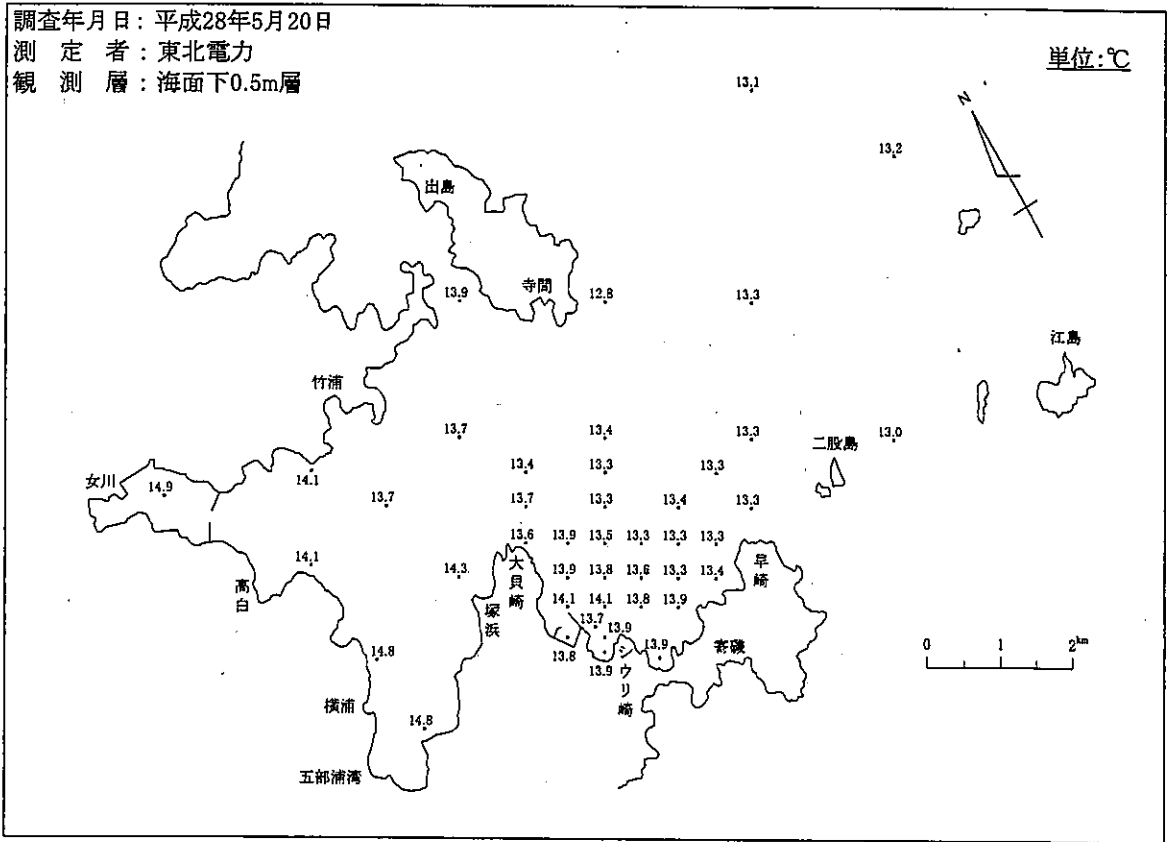 調査年月日：平成28年5月20日
測 定 者：東北電力
観 測 層：海面下0.5m層
単位：℃
13.1
N
13.2
出島
寺間
13.9
12.8
13.3
江島
竹浦
13.7
13.4
13.3
13.0
二股島
13.4
13.3
13.3
女川
14.9
14.1
13.7
13.7
13.3
13.4
13.3
13.6
13.9
13.5
13.3
13.3
13.3
14.1
14.3
大貝崎
13.9
13.8
13.6
13.3
13.4
早崎
高白
塚浜
14.1
14.1
13.8
13.9
13.7
13.9
13.8
13.9
13.9
シウリ崎
寄磯
0 1 2km
14.8
横浦
14.8
五部浦湾